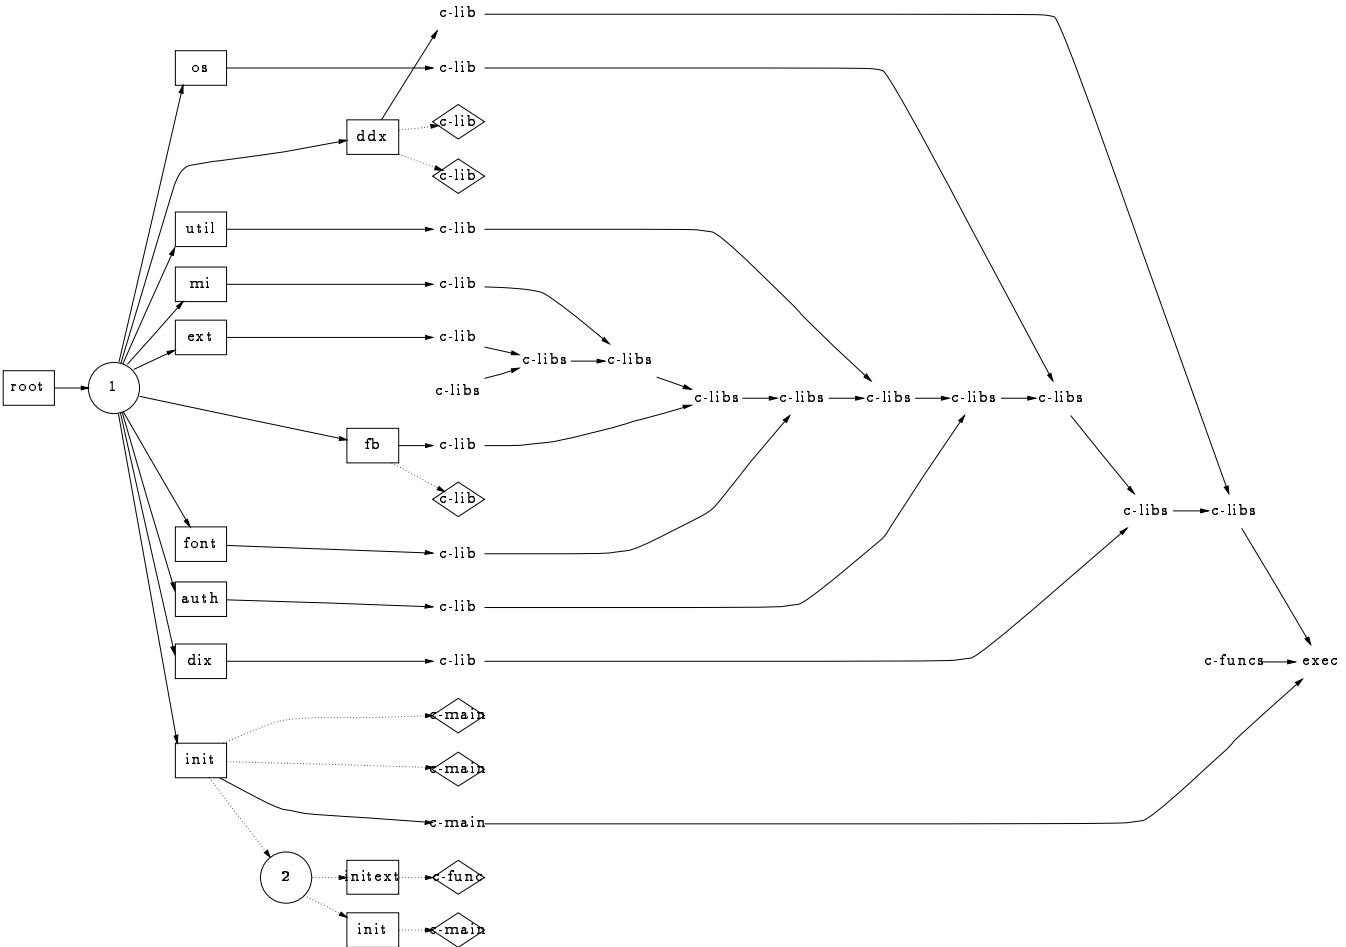 c-lib
os
c-lib
c-lib
ddx
c-lib
util
c-lib
mi
c-lib
ext
c-lib
c-libs
c-libs
root
1
c-libs
c-libs
c-libs
c-libs
c-libs
c-libs
fb
c-lib
c-lib
c-libs
c-libs
font
c-lib
auth
c-lib
dix
c-lib
c-funcs
exec
c-main
init
c-main
c-main
2
initext
c-func
init
c-main